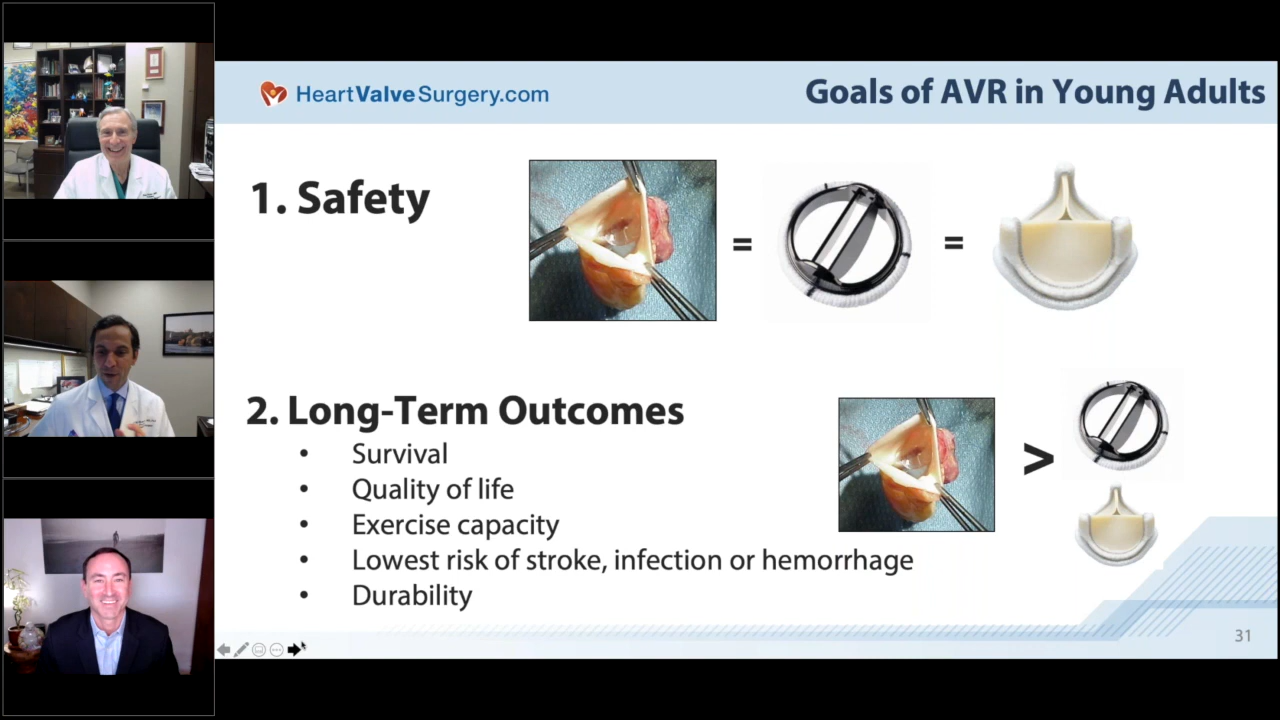 HeartValveSurgery.com
Goals of AVR in Young Adults
1. Safety
=
=
2. Long-Term Outcomes
• Survival
• Quality of life
• Exercise capacity
• Lowest risk of stroke, infection or hemorrhage
• Durability
>
31